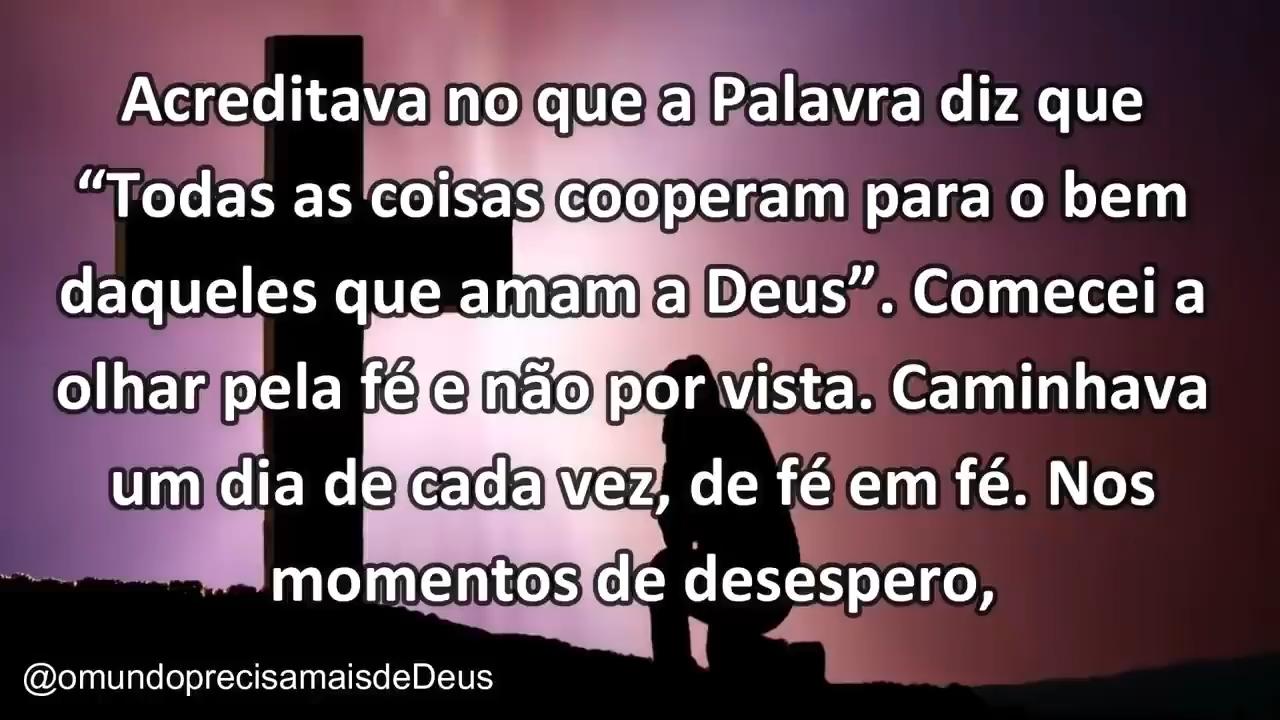 Acreditava no que a Palavra diz que
“Todas as coisas cooperam para o bem
daqueles que amam a Deus”. Comecei a
olhar pela fé e não por vista. Caminhava
um dia de cada vez, de fé em fé. Nos
momentos de desespero,
@omundoprecisamaisdeDeus